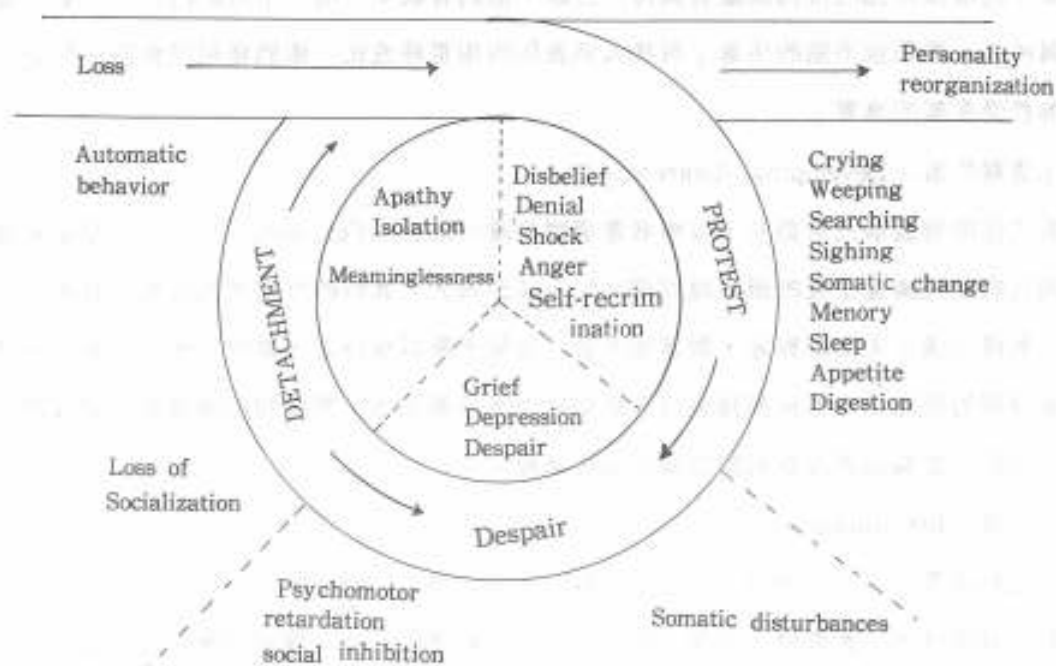 Loss
Personality
reorganization
Automatic
behavior
Apathy
Isolation
Meaminglessness
Disbelief
Denial
Shock
Anger
Self-recrim
ination
Grief
Depression
Despair
DETACHMENT
PROTEST
Despair
Crying
Weeping
Searching
Sighing
Somatic change
Menory
Sleep
Appetite
Digestion
Loss of
Socialization
Psychomotor
retardation
social inhibition
Somatic disturbances